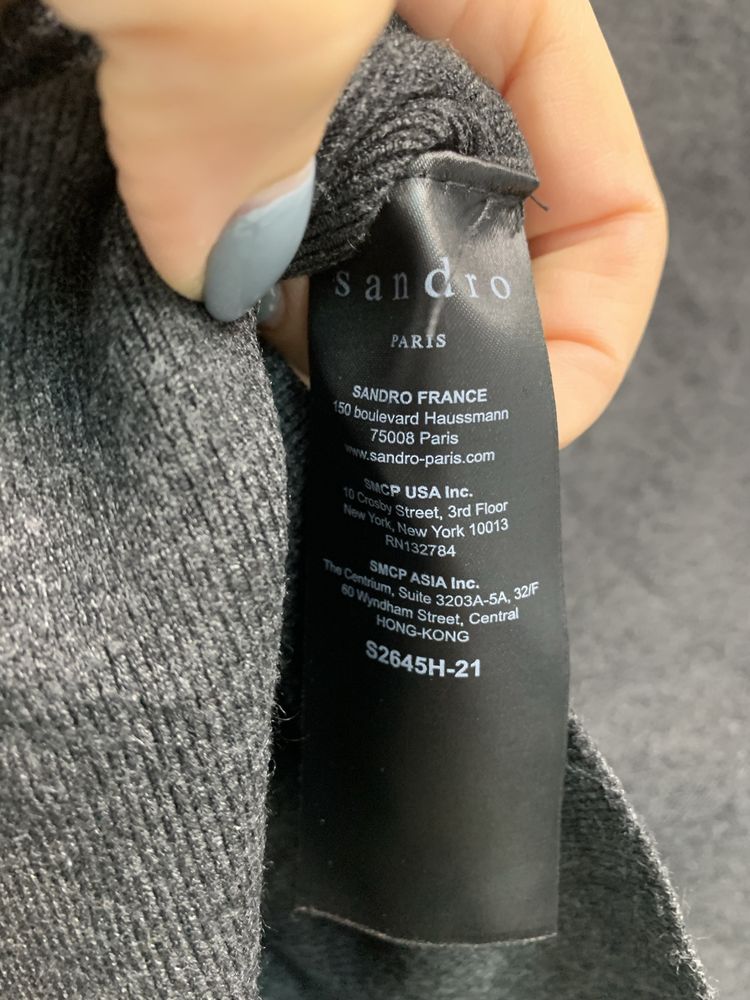 sandro
PARIS
SANDRO FRANCE
150 boulevard Haussmann
75008 Paris
www.sandro-paris.com
SMCP USA Inc.
10 Crosby Street, 3rd Floor
New York, New York 10013
RN132784
SMCP ASIA Inc.
The Centrium, Suite 3203A-5A, 32/F
60 Wyndham Street, Central
HONG-KONG
S2645H-21